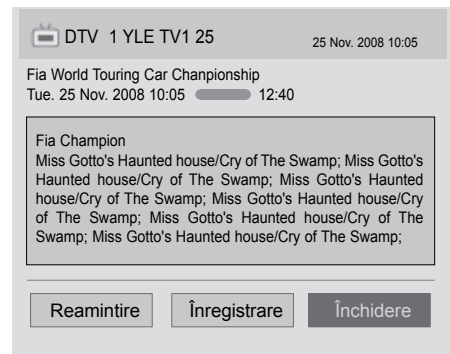 DTV 1 YLE TV1 25 25 Nov. 2008 10:05
Fia World Touring Car Chanpionship
Tue. 25 Nov. 2008 10:05 12:40
Fia Champion
Miss Gotto's Haunted house/Cry of The Swamp; Miss Gotto's
Haunted house/Cry of The Swamp; Miss Gotto's Haunted
house/Cry of The Swamp; Miss Gotto's Haunted house/Cry
of The Swamp; Miss Gotto's Haunted house/Cry of The
Swamp; Miss Gotto's Haunted house/Cry of The Swamp;
Reamintire Înregistrare Închidere